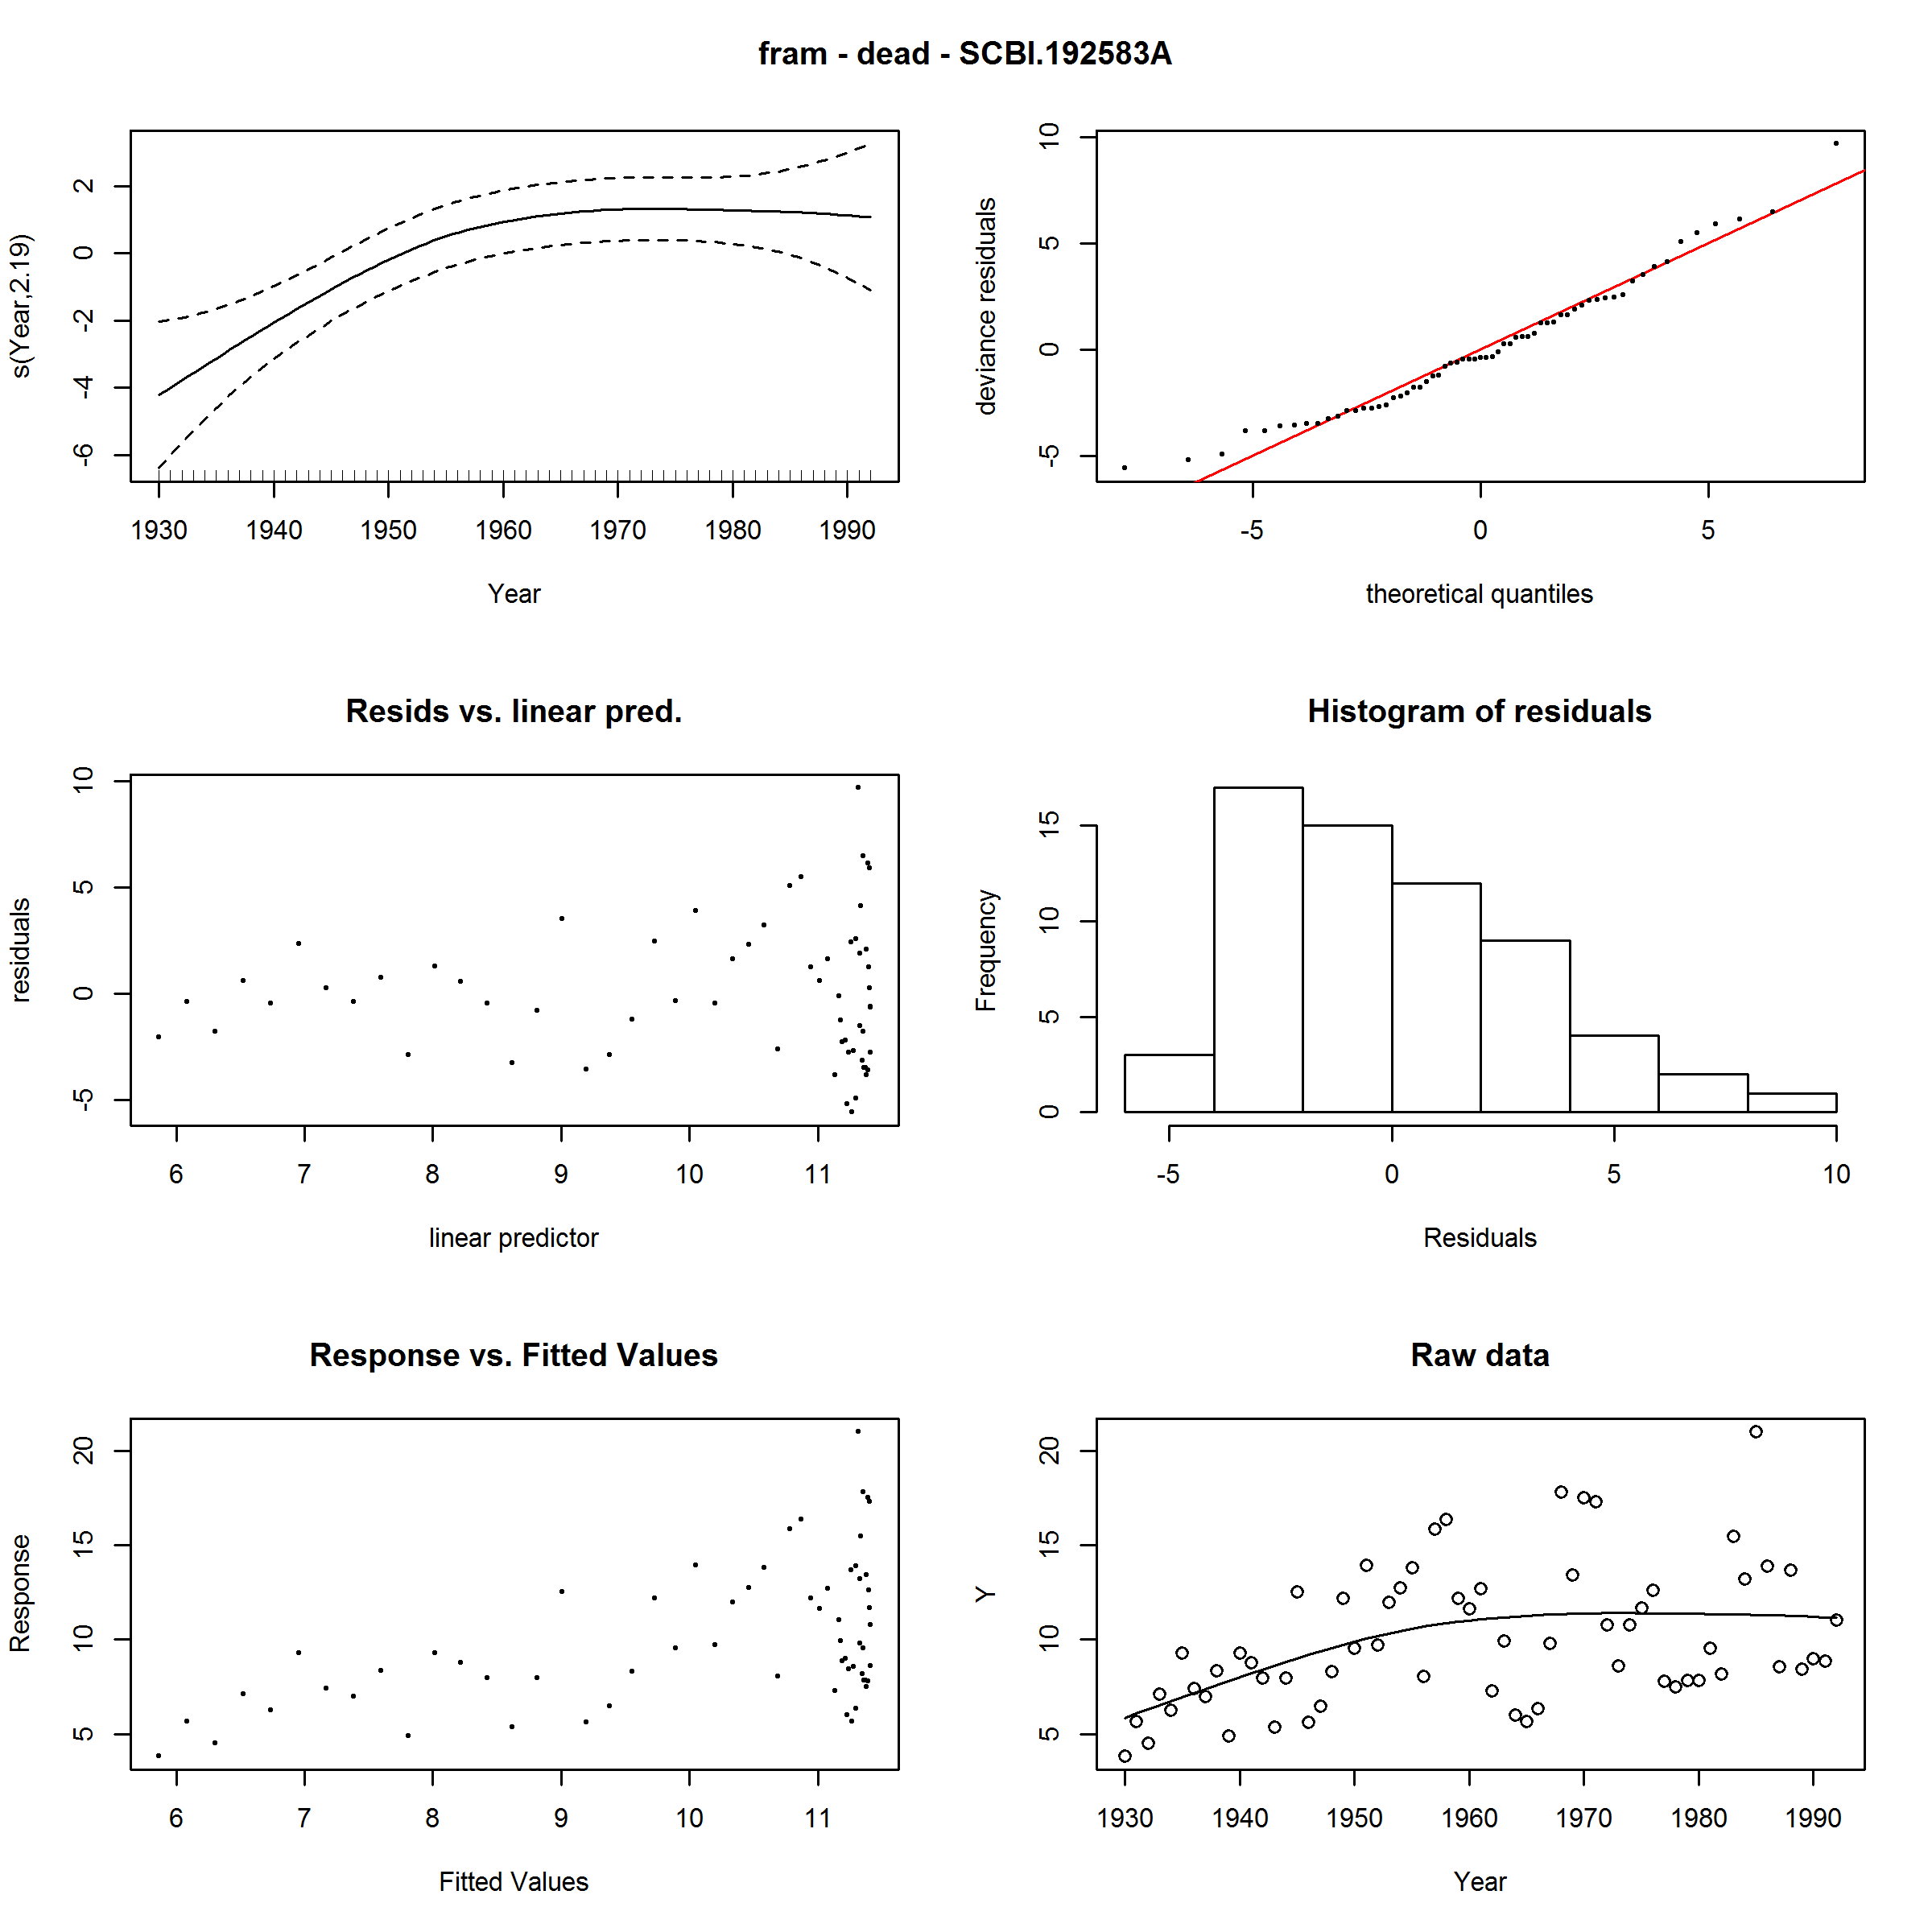 fram - dead - SCBI.192583A
s(Year,2.19)
2
0
-2
-4
-6
1930 1940 1950 1960 1970 1980 1990
Year
deviance residuals
10
5
0
-5
-5 0 5
theoretical quantiles
Resids vs. linear pred.
residuals
10
5
0
-5
6 7 8 9 10 11
linear predictor
Histogram of residuals
Frequency
15
10
5
0
-5 0 5 10
Residuals
Response vs. Fitted Values
Response
20
15
10
5
6 7 8 9 10 11
Fitted Values
Raw data
Y
20
15
10
5
1930 1940 1950 1960 1970 1980 1990
Year